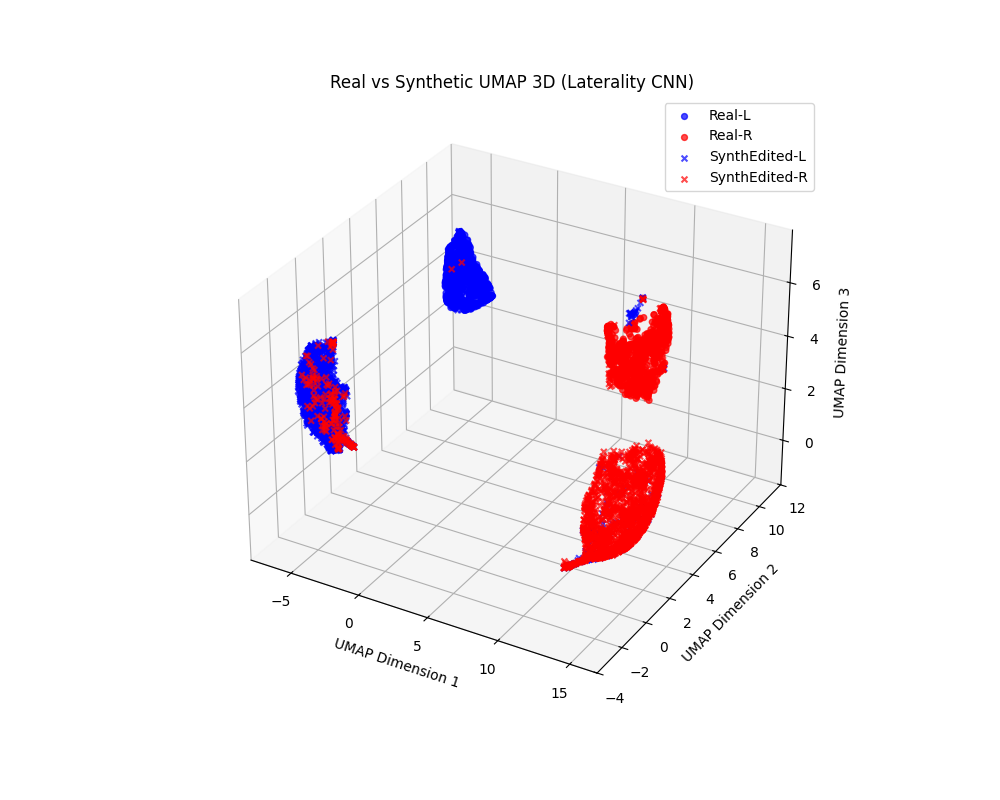 Real vs Synthetic UMAP 3D (Laterality CNN)
Real-L
Real-R
SynthEdited-L
SynthEdited-R
6
4
2
0
UMAP Dimension 3
12
10
8
6
4
2
0
−2
−4
UMAP Dimension 2
−5
0
5
10
15
UMAP Dimension 1